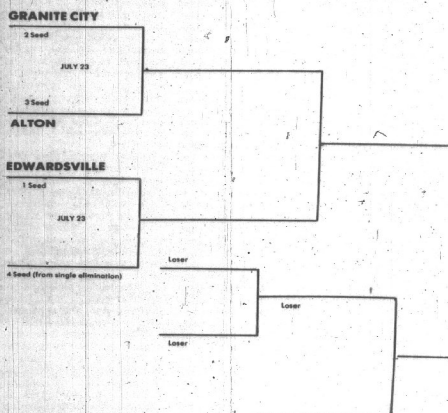 GRANITE CITY
2 Seed
JULY 23
3 Seed
ALTON
EDWARDSVILLE
1 Seed
JULY 23
4 Seed (from single elimination)
Loser
Loser
Loser